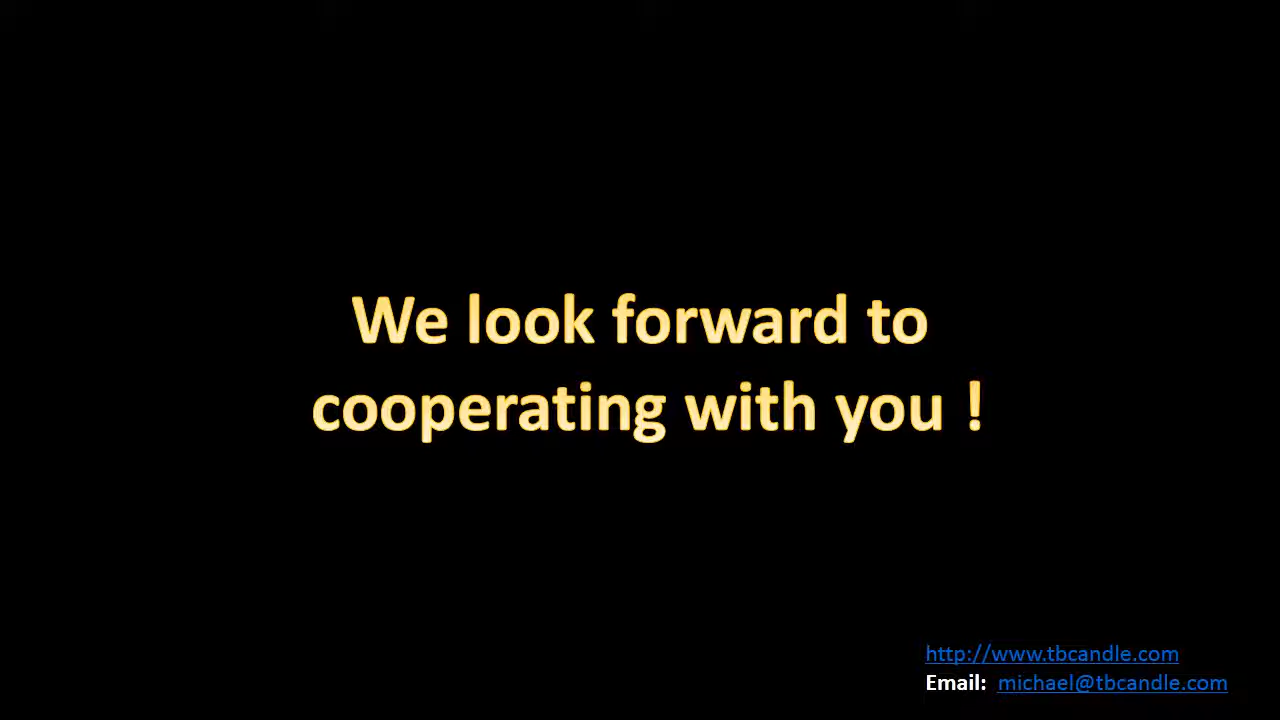 We look forward to
cooperating with you !
http://www.tbcandle.com
Email: michael@tbcandle.com